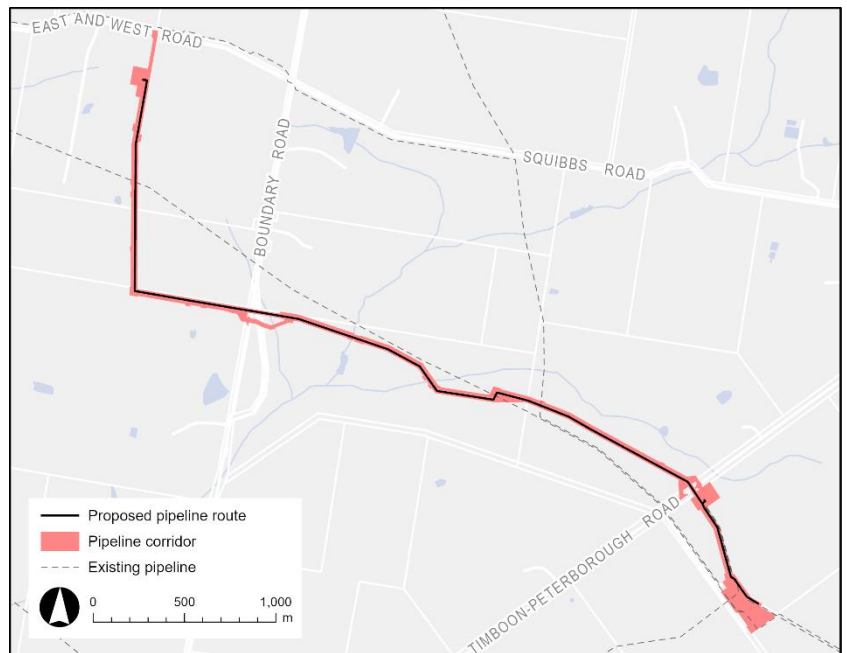 EAST AND WEST ROAD
BOUNDARY ROAD
SQUIBBS ROAD
TIMBOON-PETERBOROUGH ROAD
Proposed pipeline route
Pipeline corridor
Existing pipeline
0 500 1,000
m